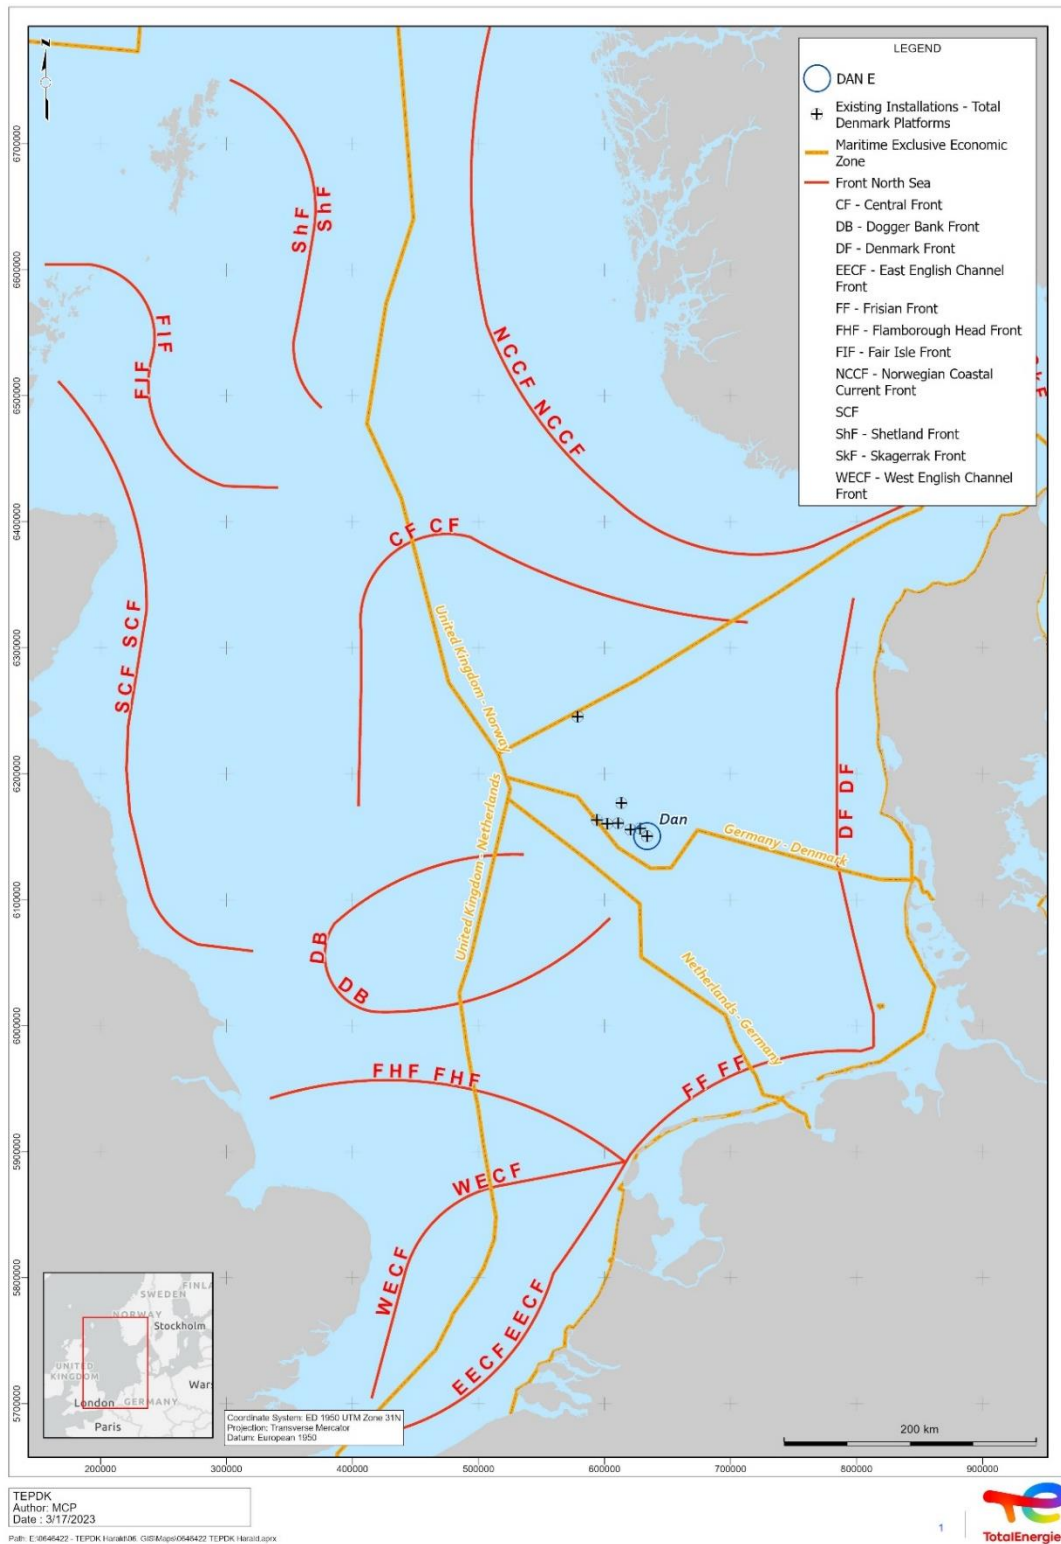 LEGEND
DAN E
Existing Installations - Total
Denmark Platforms
Maritime Exclusive Economic
Zone
Front North Sea
CF - Central Front
DB - Dogger Bank Front
DF - Denmark Front
EECF - East English Channel
Front
FF - Frisian Front
FHF - Flamborough Head Front
FIF - Fair Isle Front
NCCF - Norwegian Coastal
Current Front
SCF
ShF - Shetland Front
SkF - Skagerrak Front
WECF - West English Channel
Front
z
6700000
6600000
6500000
6400000
6300000
6200000
6100000
6000000
5900000
5800000
5700000
ShF
ShF
FIF
FIF
NCCF NCCF
CF CF
SCF SCF
United Kingdom - Norway
United Kingdom - Netherlands
Dan
Germany - Denmark
DF DF
DB
DB
Netherlands - Germany
FHF FHF
FF FF
WECF
WECF
EECF EECF
SWEDEN
FINLA
NORWAY
Stockholm
UNITED
KINGDOM
London
GERMANY
Wars
Paris
Coordinate System: ED 1950 UTM Zone 31N
Projection: Transverse Mercator
Datum: European 1950
200 km
200000 300000 400000 500000 600000 700000 800000 900000
TEPDK
Author: MCP
Date : 3/17/2023
1
TotalEnergie